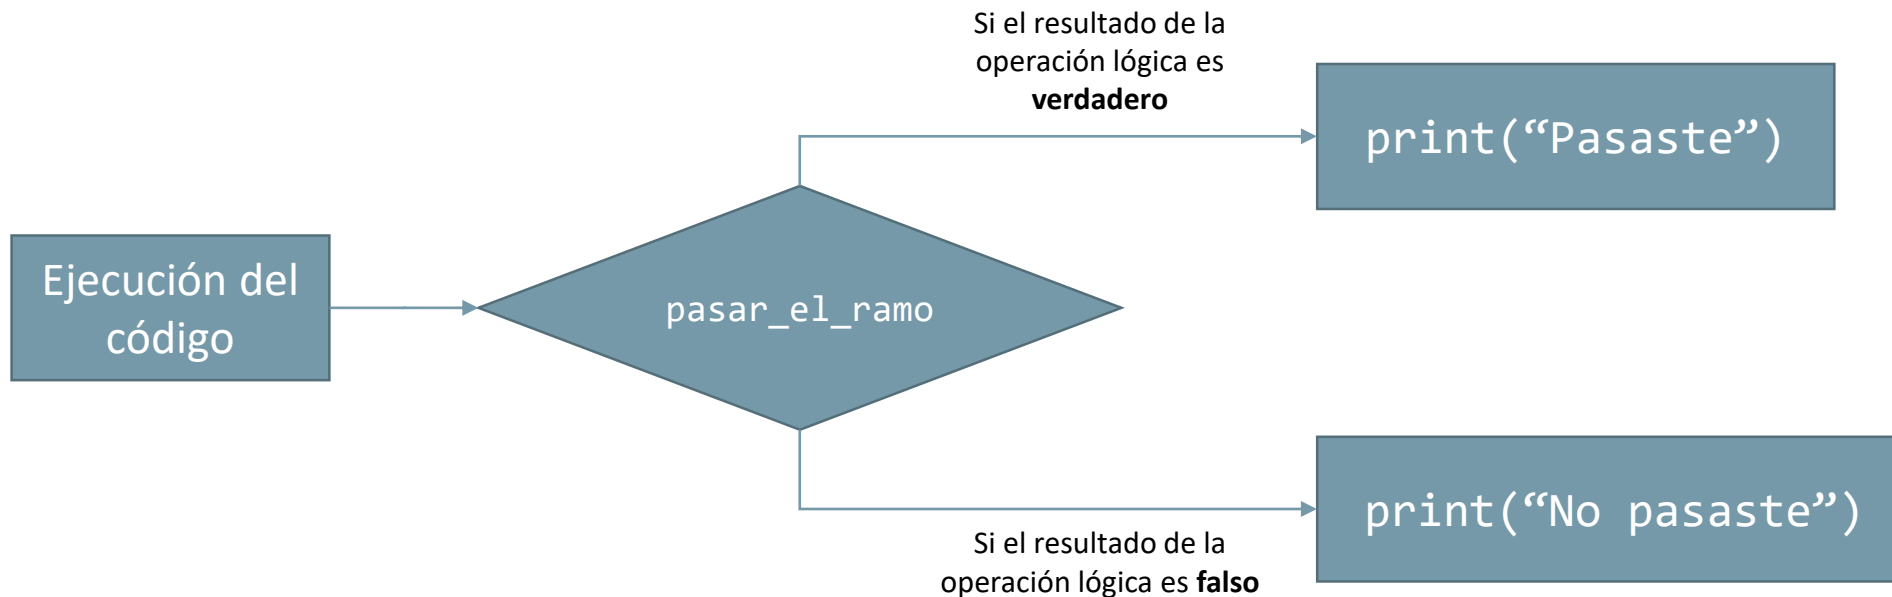 Si el resultado de la
operación lógica es
verdadero
print(“Pasaste”)
Ejecución del
código
pasar_el_ramo
print(“No pasaste”)
Si el resultado de la
operación lógica es falso